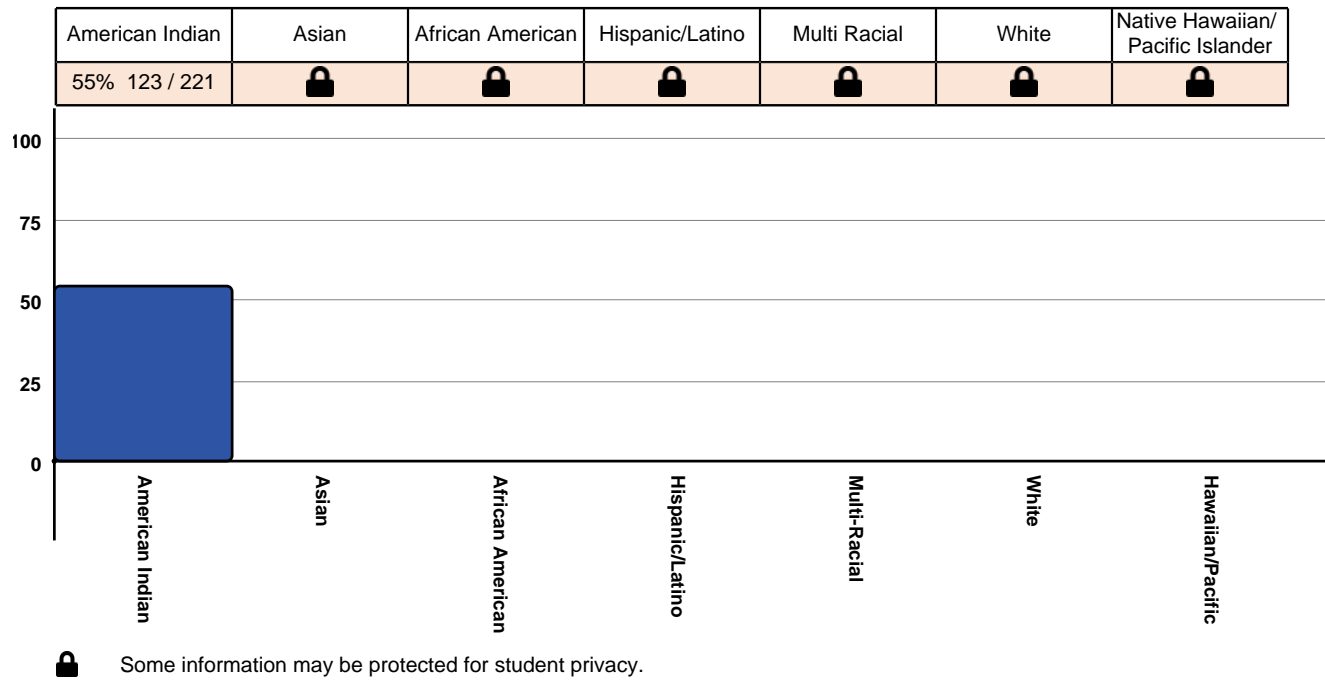 American Indian Asian African American Hispanic/Latino Multi Racial White Native Hawaiian/
Pacific Islander
55% 123 / 221
100
75
50
25
0
American Indian
Asian
African American
Hispanic/Latino
Multi-Racial
White
Hawaiian/Pacific
Some information may be protected for student privacy.